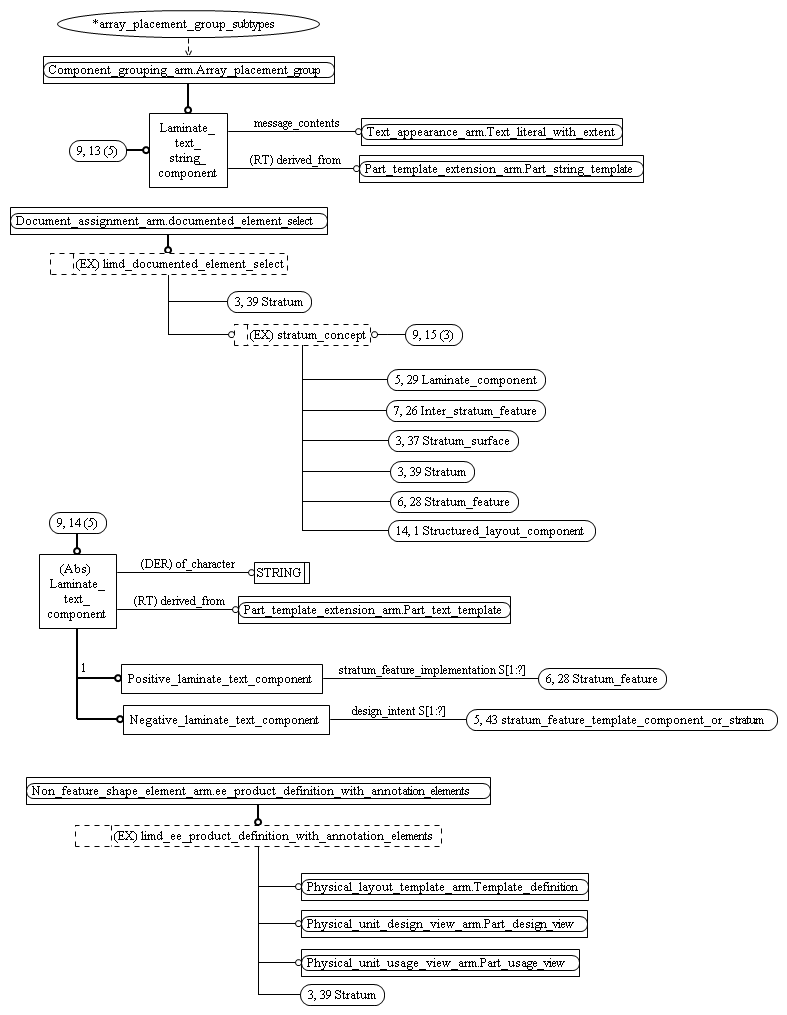 *array_placement_group_subtypes
Component_grouping_arm.Array_placement_group
Laminate_
text_
string_
component
9, 13 (5)
message_contents
Text_appearance_arm.Text_literal_with_extent
(RT) derived_from
Part_template_extension_arm.Part_string_template
Document_assignment_arm.documented_element_select
(EX) limd_documented_element_select
3, 39 Stratum
(EX) stratum_concept
9, 15 (3)
5, 29 Laminate_component
7, 26 Inter_stratum_feature
3, 37 Stratum_surface
3, 39 Stratum
6, 28 Stratum_feature
14, 1 Structured_layout_component
9, 14 (5)
(Abs)
Laminate_
text_
component
(DER) of_character
STRING
(RT) derived_from
Part_template_extension_arm.Part_text_template
1
Positive_laminate_text_component
stratum_feature_implementation S[1:?]
6, 28 Stratum_feature
Negative_laminate_text_component
design_intent S[1:?]
5, 43 stratum_feature_template_component_or_stratum
Non_feature_shape_element_arm.ee_product_definition_with_annotation_elements
(EX) limd_ee_product_definition_with_annotation_elements
Physical_layout_template_arm.Template_definition
Physical_unit_design_view_arm.Part_design_view
Physical_unit_usage_view_arm.Part_usage_view
3, 39 Stratum